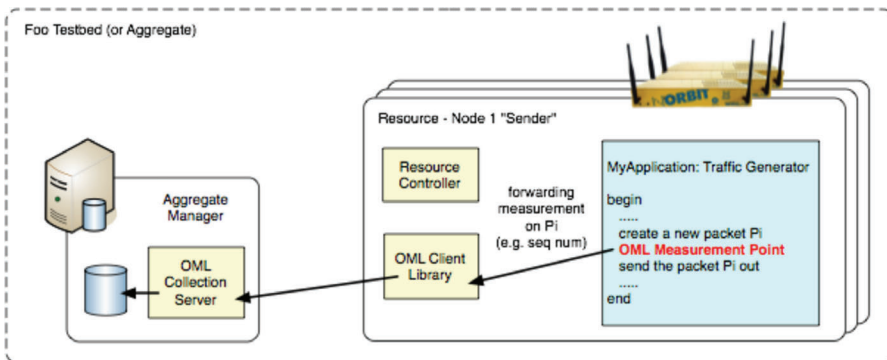 Foo Testbed (or Aggregate)
ORBIT
Resource - Node 1 "Sender"
Resource
Controller
MyApplication: Traffic Generator
forwarding
measurement
on Pi
(e.g. seq num)
begin
.....
create a new packet Pi
OML Measurement Point
send the packet Pi out
.....
end
Aggregate
Manager
OML Client
Library
OML
Collection
Server